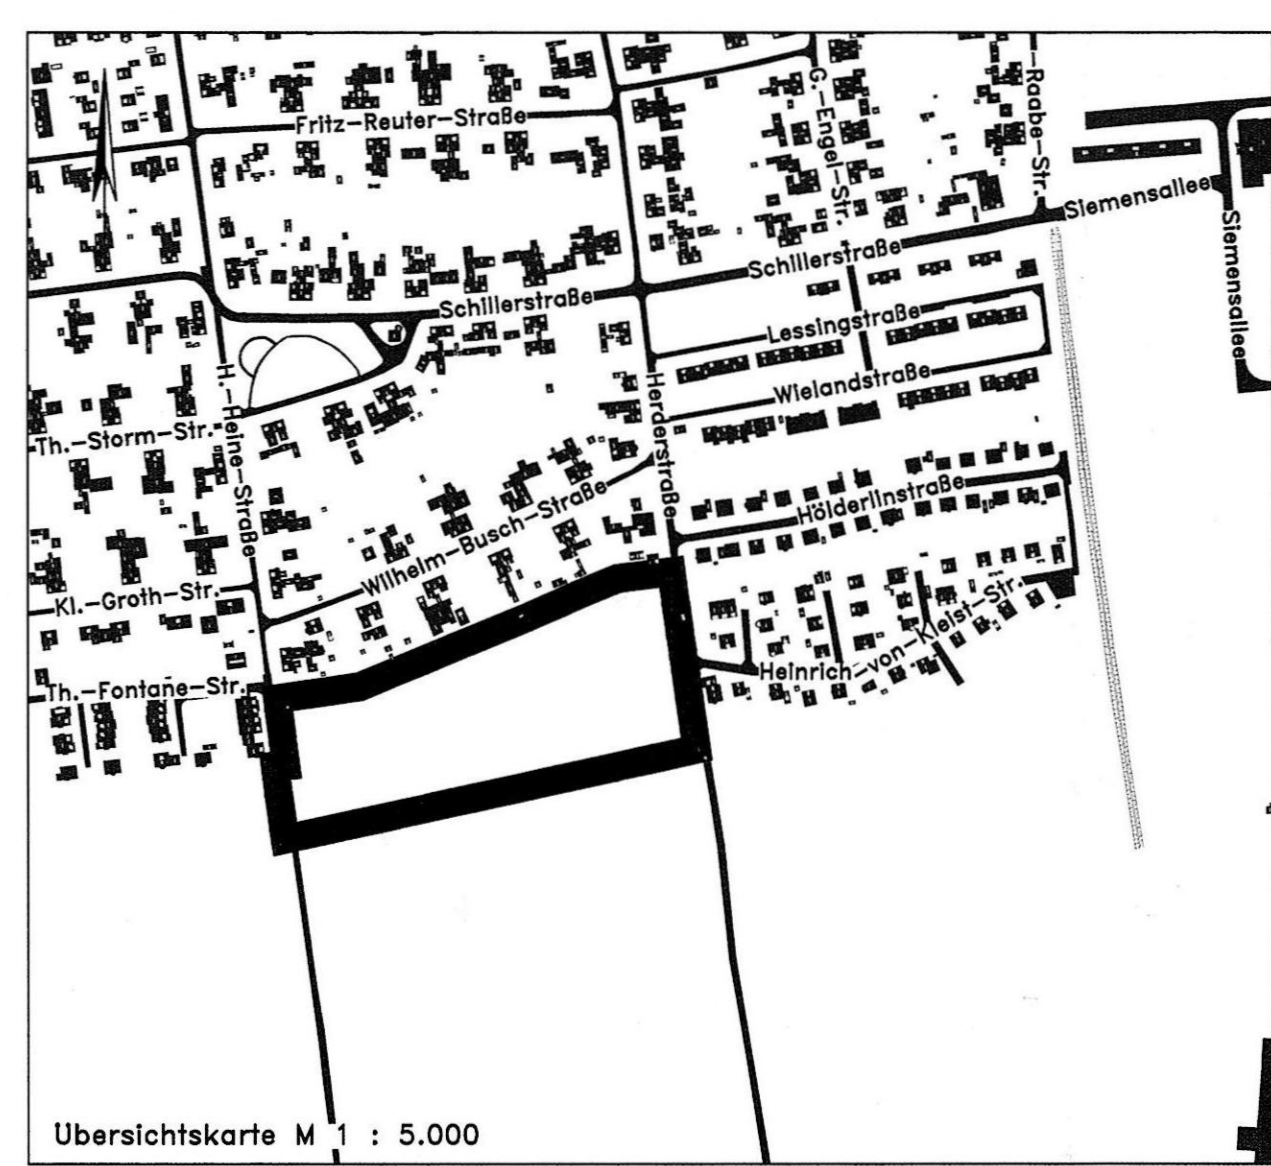 Fritz-Reuter-Straße
G.-Engel-Str.
-Raabe-Str.
Siemensallee
Siemensallee
Schillerstraße
Schillerstraße
Lessingstraße
Wielandstraße
H.-Heine-Straße
Herderstraße
Th.-Storm-Str.
Hölderlinstraße
Wilhelm-Busch-Straße
Kl.-Groth-Str.
Heinrich-von-Kleist-Str.
Th.-Fontane-Str.
Übersichtskarte M 1 : 5.000